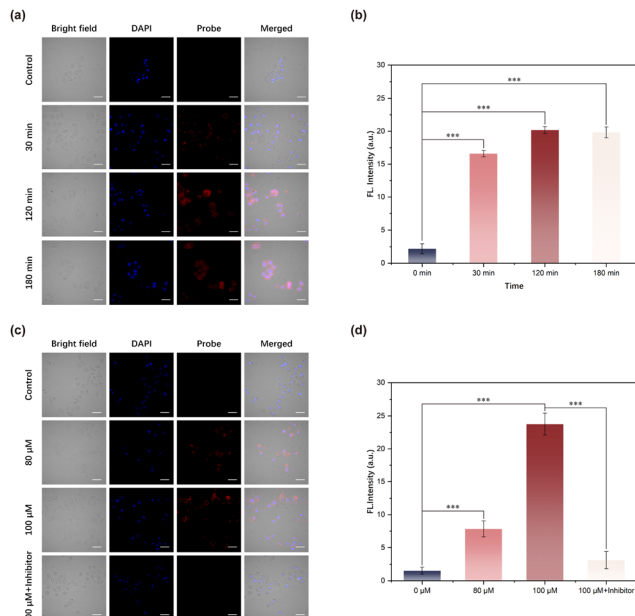 (a)
Bright field DAPI Probe Merged
Control
30 min
120 min
180 min
(b)
FL. Intensity (a.u.)
30
25
20
15
10
5
0
***
***
***
0 min 30 min 120 min 180 min
Time
(c)
Bright field DAPI Probe Merged
Control
80 μM
100 μM
μM+Inhibitor
(d)
FL.Intensity (a.u.)
30
25
20
15
10
5
0
***
***
***
0 μM 80 μM 100 μM 100 μM+Inhibitor